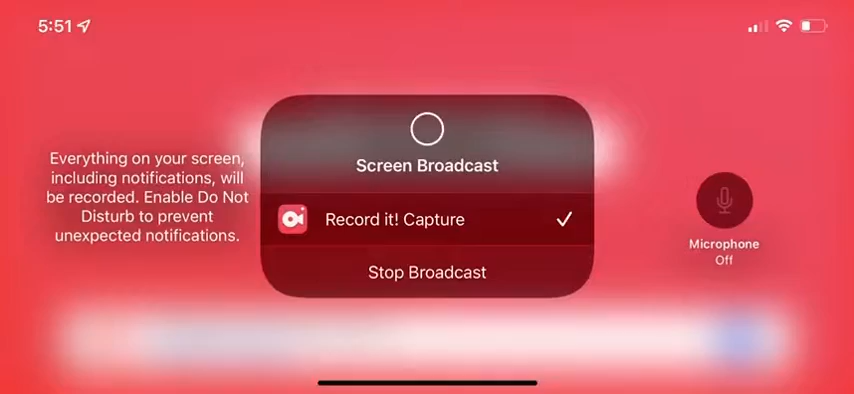 5:51
Everything on your screen,
including notifications, will
be recorded. Enable Do Not
Disturb to prevent
unexpected notifications.
Screen Broadcast
Record it! Capture
Stop Broadcast
Microphone
Off